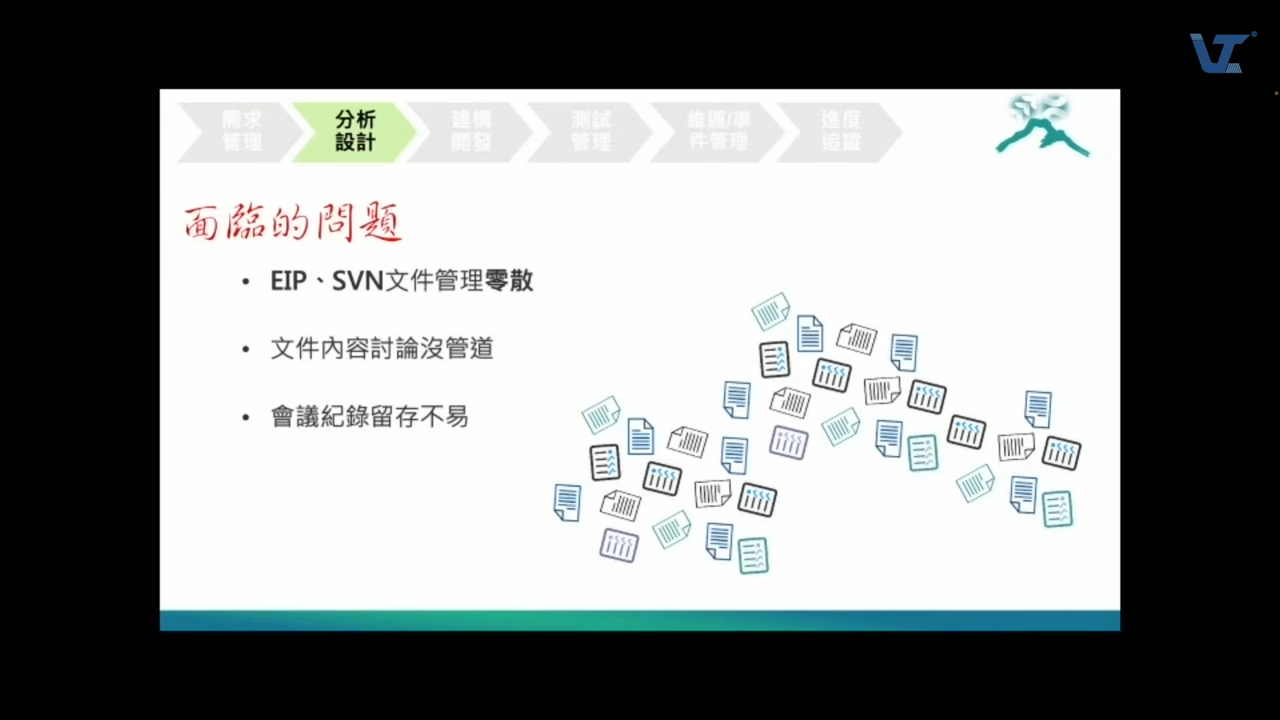 需求
管理
分析
設計
建構
開發
測試
管理
維運/事
件管理
進度
追蹤
面臨的問題
• EIP、SVN文件管理零散
• 文件內容討論沒管道
• 會議紀錄留存不易